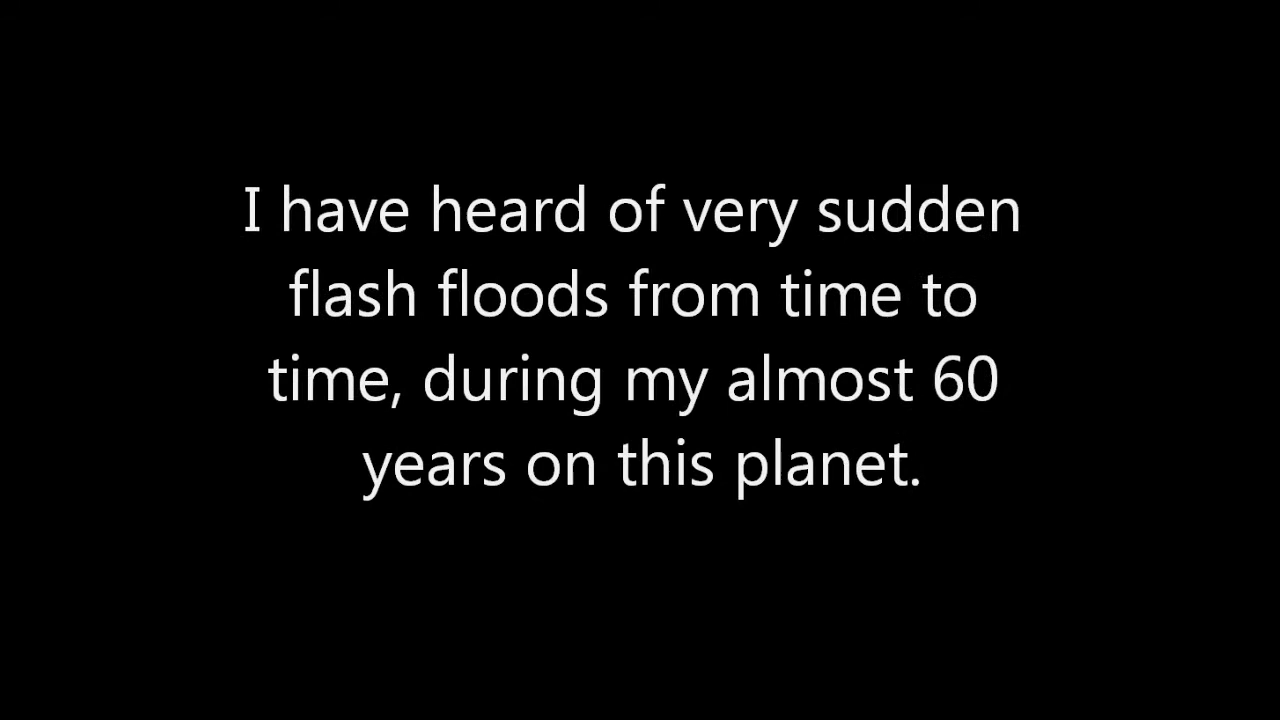 I have heard of very sudden
flash floods from time to
time, during my almost 60
years on this planet.